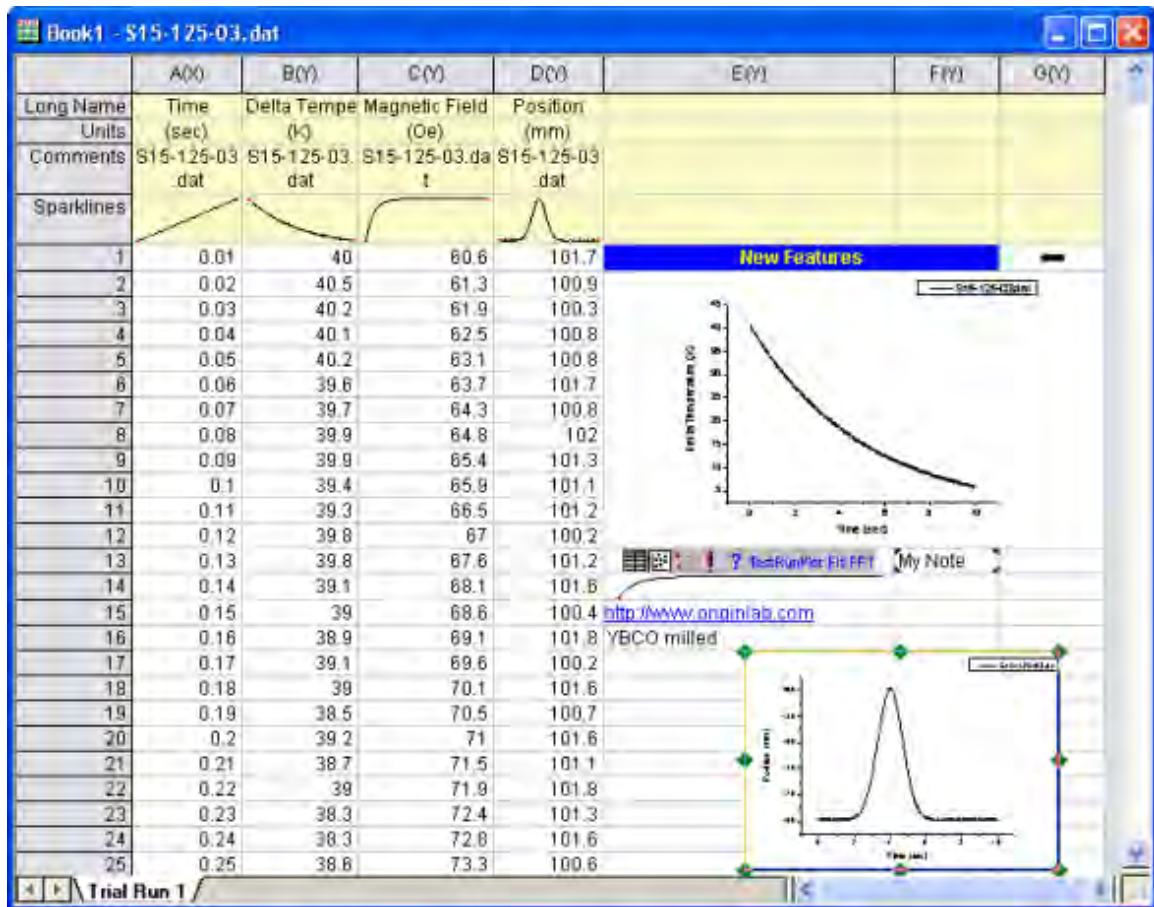 Book1 - S15-125-03.dat
A(X) B(Y) C(Y) D(Y) E(Y) F(Y) G(Y)
Long Name Time Delta Tempe Magnetic Field Position
Units (sec) (K) (Oe) (mm)
Comments S15-125-03.dat S15-125-03.dat S15-125-03.dat S15-125-03.dat
Sparklines
1 0.01 40 60.6 101.7 New Features
2 0.02 40.5 61.3 100.9
3 0.03 40.2 61.9 100.3
4 0.04 40.1 62.5 100.8
5 0.05 40.2 63.1 100.8
6 0.06 39.6 63.7 101.7
7 0.07 39.7 64.3 100.8
8 0.08 39.9 64.8 102
9 0.09 39.9 65.4 101.3
10 0.1 39.4 65.9 101.1
11 0.11 39.3 66.5 101.2
12 0.12 39.8 67 100.2
Time (sec)
13 0.13 39.8 67.6 101.2 ? Fit FFT My Note
14 0.14 39.1 68.1 101.6
15 0.15 39 68.6 100.4 http://www.originlab.com
16 0.16 38.9 69.1 101.8 YBCO milled
17 0.17 39.1 69.6 100.2
18 0.18 39 70.1 101.6
19 0.19 38.5 70.5 100.7
20 0.2 39.2 71 101.6
21 0.21 38.7 71.5 101.1
22 0.22 39 71.9 101.8
23 0.23 38.3 72.4 101.3
24 0.24 38.3 72.8 101.6
25 0.25 38.6 73.3 100.6
Time (sec)
Trial Run 1